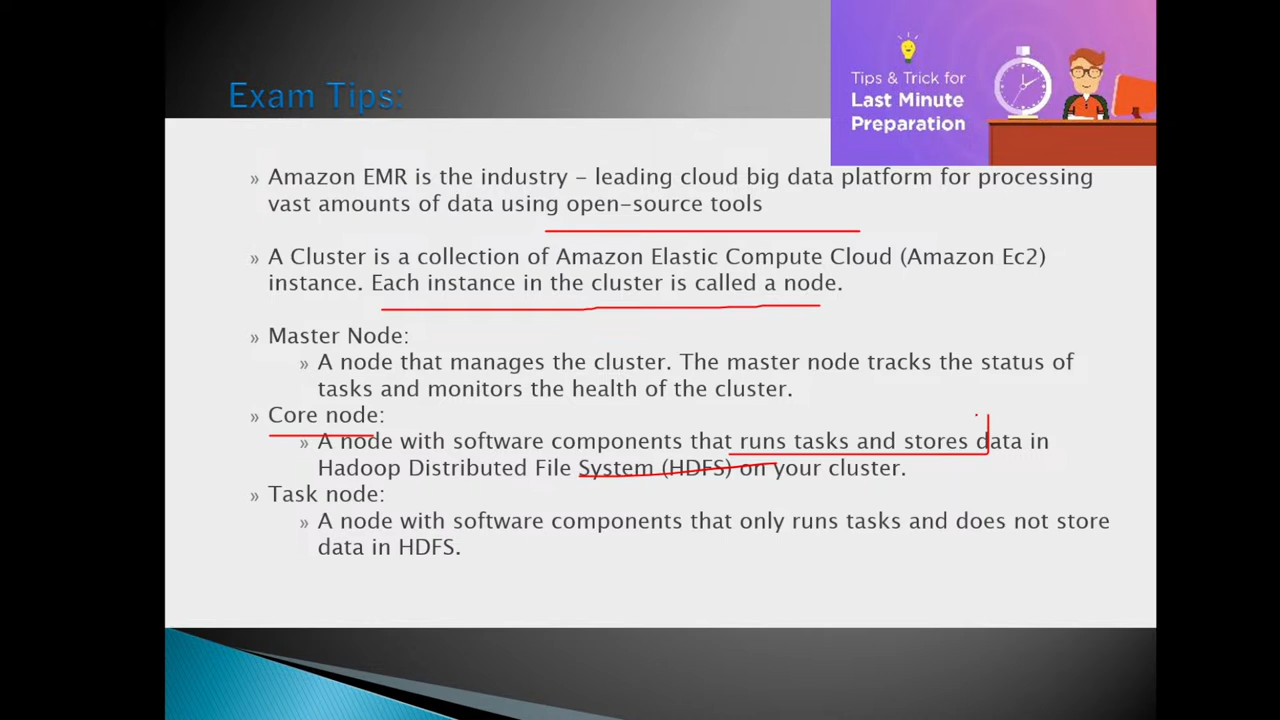 Exam Tips:
Tips & Trick for
Last Minute
Preparation
» Amazon EMR is the industry – leading cloud big data platform for processing
vast amounts of data using open-source tools
» A Cluster is a collection of Amazon Elastic Compute Cloud (Amazon Ec2)
instance. Each instance in the cluster is called a node.
» Master Node:
» A node that manages the cluster. The master node tracks the status of
tasks and monitors the health of the cluster.
» Core node:
» A node with software components that runs tasks and stores data in
Hadoop Distributed File System (HDFS) on your cluster.
» Task node:
» A node with software components that only runs tasks and does not store
data in HDFS.